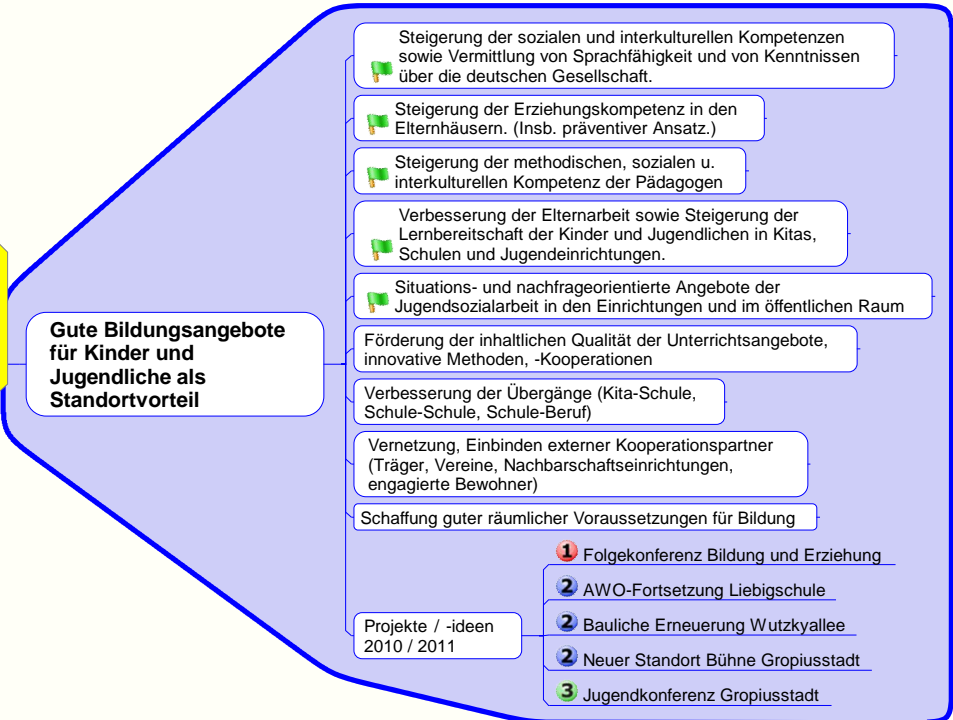 Steigerung der sozialen und interkulturellen Kompetenzen
sowie Vermittlung von Sprachfähigkeit und von Kenntnissen
über die deutschen Gesellschaft.
Steigerung der Erziehungskompetenz in den
Elternhäusern. (Insb. präventiver Ansatz.)
Steigerung der methodischen, sozialen u.
interkulturellen Kompetenz der Pädagogen
Verbesserung der Elternarbeit sowie Steigerung der
Lernbereitschaft der Kinder und Jugendlichen in Kitas,
Schulen und Jugendeinrichtungen.
Situations- und nachfrageorientierte Angebote der
Jugendsozialarbeit in den Einrichtungen und im öffentlichen Raum
Gute Bildungsangebote
für Kinder und
Jugendliche als
Standortvorteil
Förderung der inhaltlichen Qualität der Unterrichtsangebote,
innovative Methoden, -Kooperationen
Verbesserung der Übergänge (Kita-Schule,
Schule-Schule, Schule-Beruf)
Vernetzung, Einbinden externer Kooperationspartner
(Träger, Vereine, Nachbarschaftseinrichtungen,
engagierte Bewohner)
Schaffung guter räumlicher Voraussetzungen für Bildung
Projekte / -ideen
2010 / 2011
1 Folgekonferenz Bildung und Erziehung
2 AWO-Fortsetzung Liebigschule
2 Bauliche Erneuerung Wutzkyallee
2 Neuer Standort Bühne Gropiusstadt
3 Jugendkonferenz Gropiusstadt